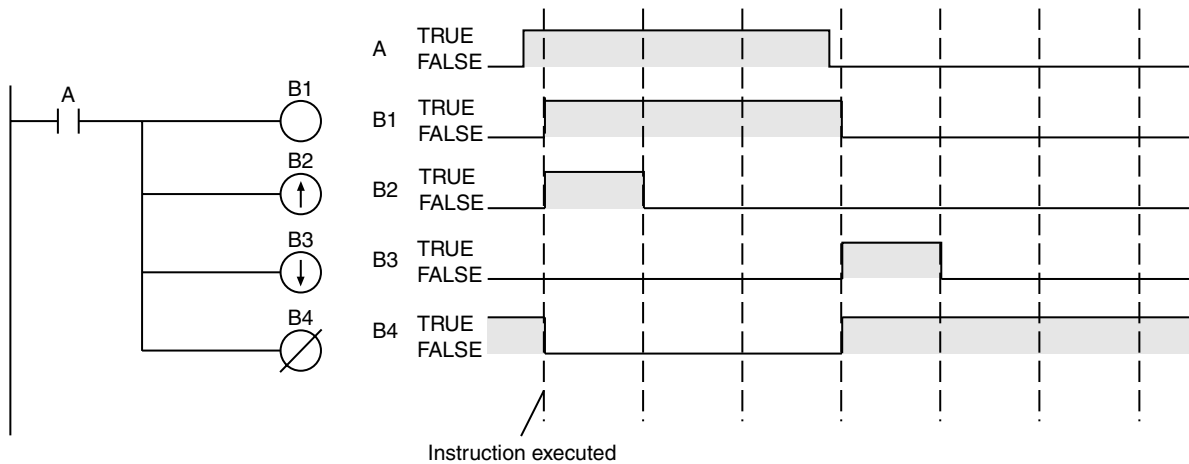 A
B1
B2
B3
B4
A TRUE
FALSE
B1 TRUE
FALSE
B2 TRUE
FALSE
B3 TRUE
FALSE
B4 TRUE
FALSE
Instruction executed